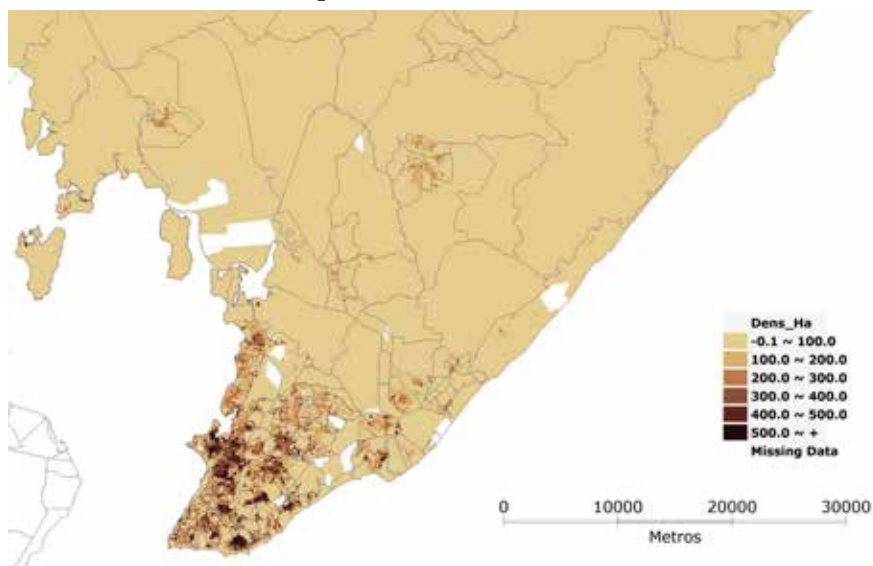 Dens_Ha
-0.1 ~ 100.0
100.0 ~ 200.0
200.0 ~ 300.0
300.0 ~ 400.0
400.0 ~ 500.0
500.0 ~ +
Missing Data
0 10000 20000 30000
Metros